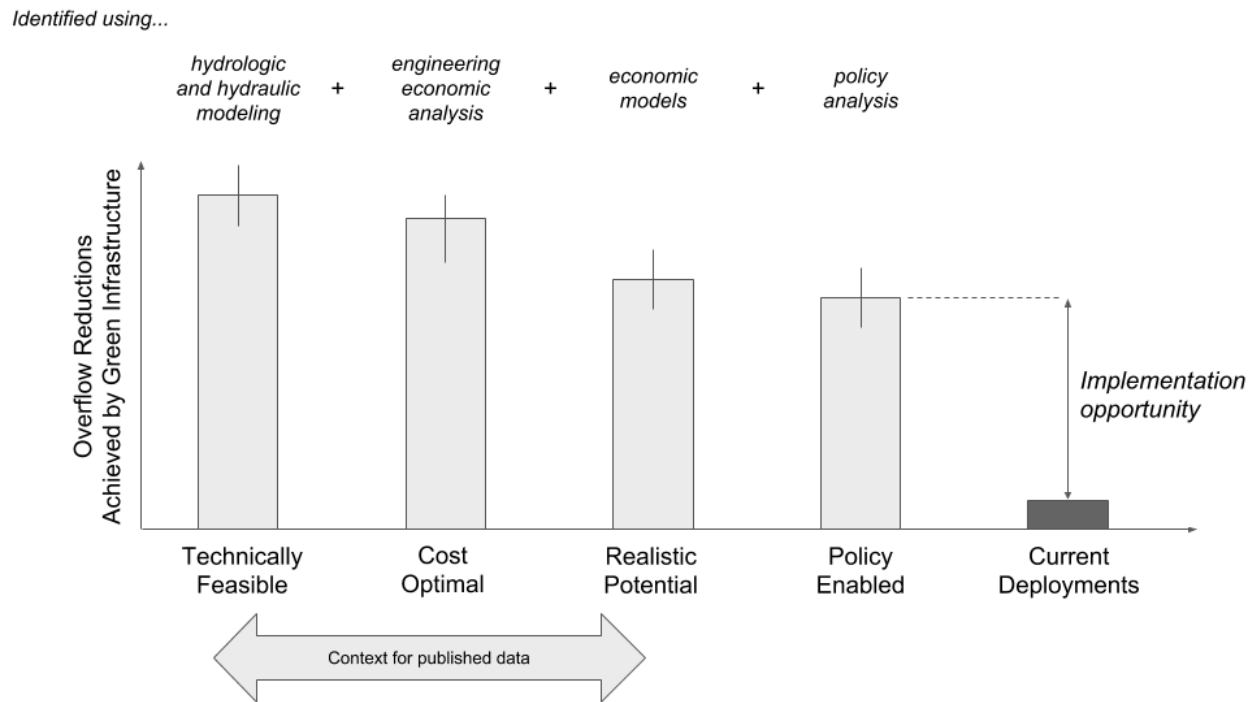 Identified using...
hydrologic
and hydraulic
modeling
+
engineering
economic
analysis
+
economic
models
+
policy
analysis
Overflow Reductions
Achieved by Green Infrastructure
Implementation
opportunity
Technically
Feasible
Cost
Optimal
Realistic
Potential
Policy
Enabled
Current
Deployments
Context for published data